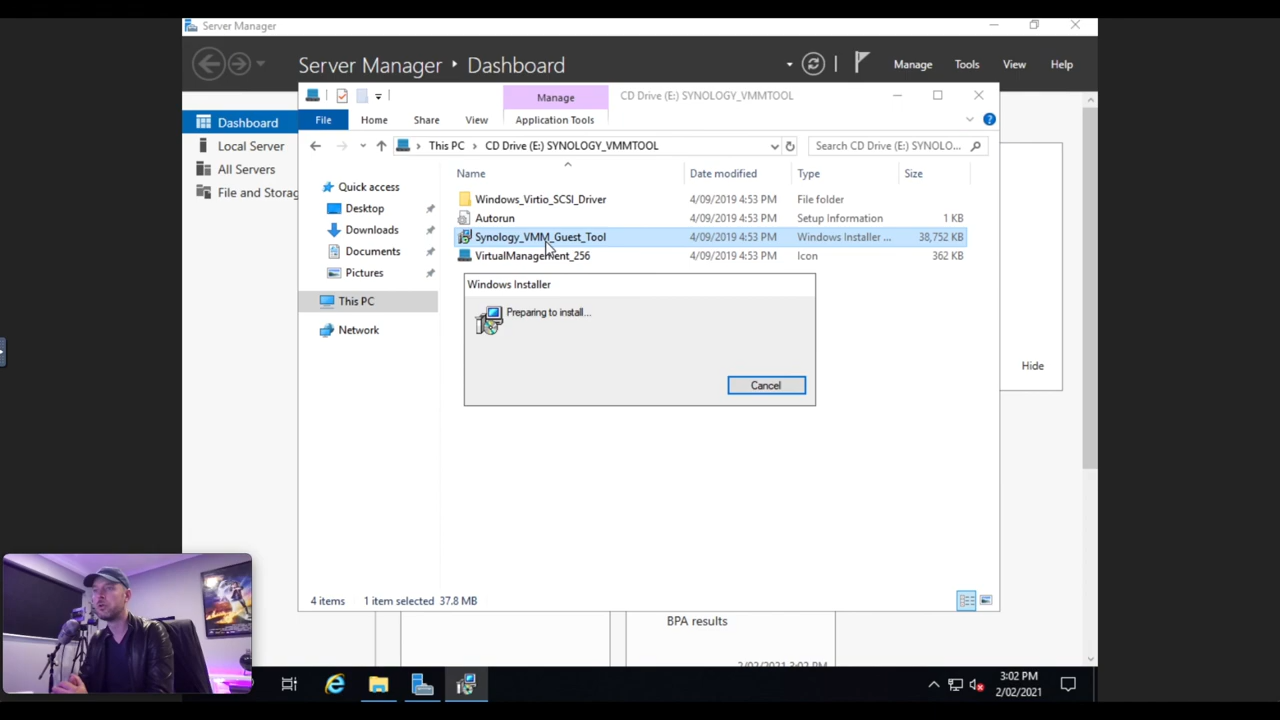 Server Manager
Server Manager Dashboard
Manage Tools View Help
Manage CD Drive (E:) SYNOLOGY_VMMTOOL
File Home Share View Application Tools
This PC CD Drive (E:) SYNOLOGY_VMMTOOL Search CD Drive (E:) SYNOLO...
Dashboard
Local Server
All Servers
File and Storag
Quick access
Desktop
Downloads
Documents
Pictures
This PC
Network
Name Date modified Type Size
Windows_Virtio_SCSI_Driver 4/09/2019 4:53 PM File folder
Autorun 4/09/2019 4:53 PM Setup Information 1 KB
Synology_VMM_Guest_Tool 4/09/2019 4:53 PM Windows Installer ... 38,752 KB
VirtualManagement_256 4/09/2019 4:53 PM Icon 362 KB
Windows Installer
Preparing to install...
Cancel
Hide
4 items 1 item selected 37.8 MB
BPA results
2/02/2021 3:02 PM
3:02 PM
2/02/2021